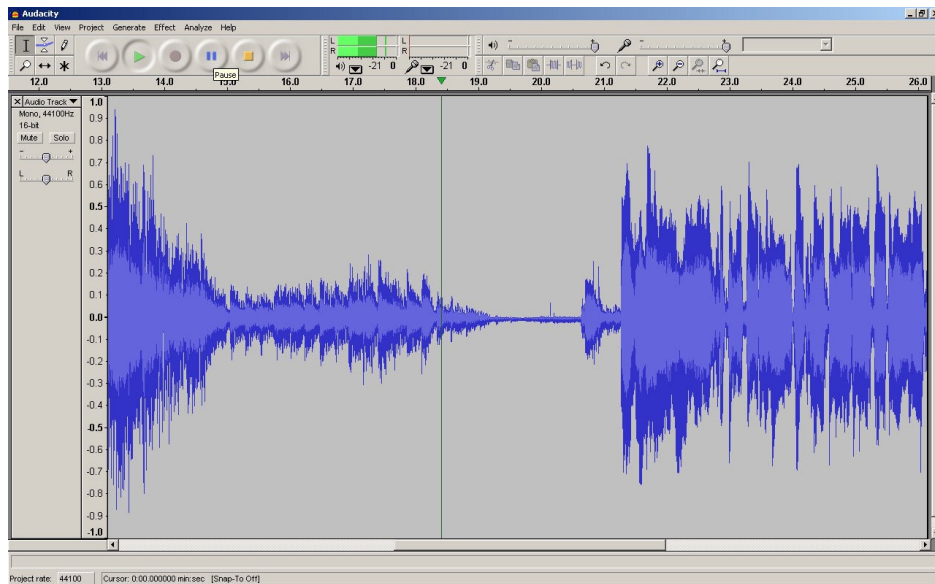 Audacity
File Edit View Project Generate Effect Analyze Help
L
R
L
R
-21 0
-21 0
Pause
12.0 13.0 14.0 15.0 16.0 17.0 18.0 19.0 20.0 21.0 22.0 23.0 24.0 25.0 26.0
Audio Track
Mono, 44100Hz
16-bit
Mute Solo
- +
L R
1.0
0.9
0.8
0.7
0.6
0.5
0.4
0.3
0.2
0.1
0.0
-0.1
-0.2
-0.3
-0.4
-0.5
-0.6
-0.7
-0.8
-0.9
-1.0
Project rate: 44100 Cursor: 0:00.000000 min:sec [Snap-To Off]